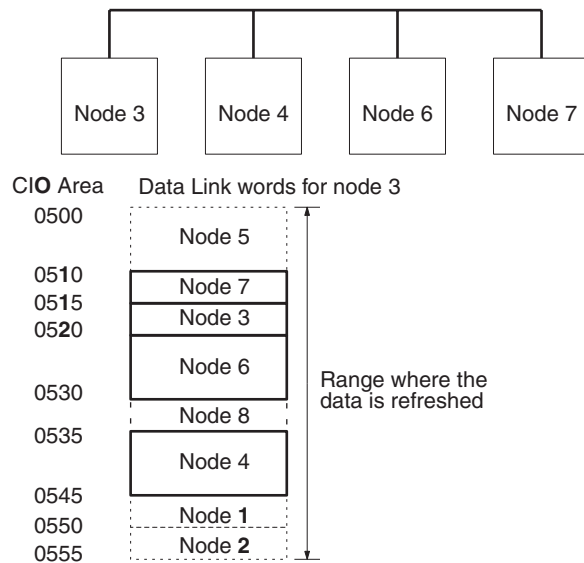 Node 3 Node 4 Node 6 Node 7
CIO Area Data Link words for node 3
0500
Node 5
0510
Node 7
0515
Node 3
0520
Node 6
Range where the
data is refreshed
0530
Node 8
0535
Node 4
0545
Node 1
0550
Node 2
0555